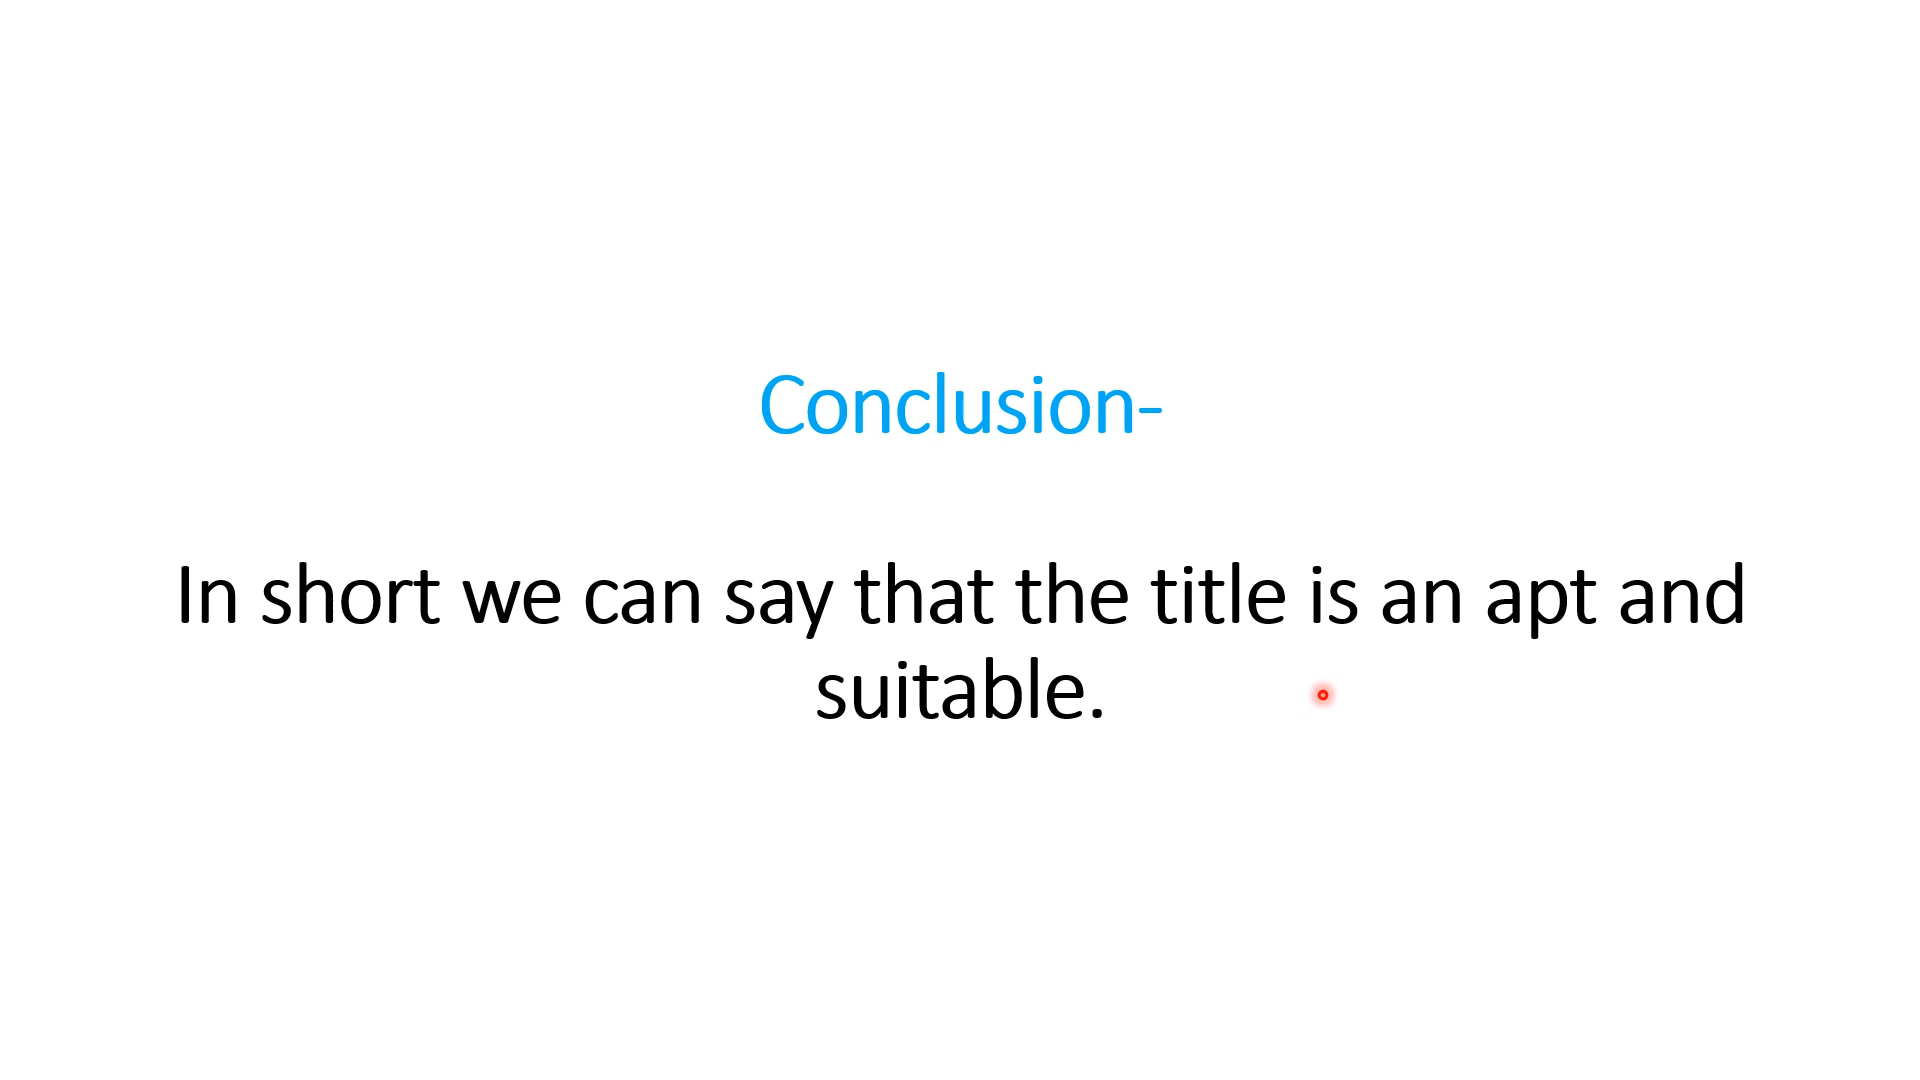 Conclusion-
In short we can say that the title is an apt and
suitable.